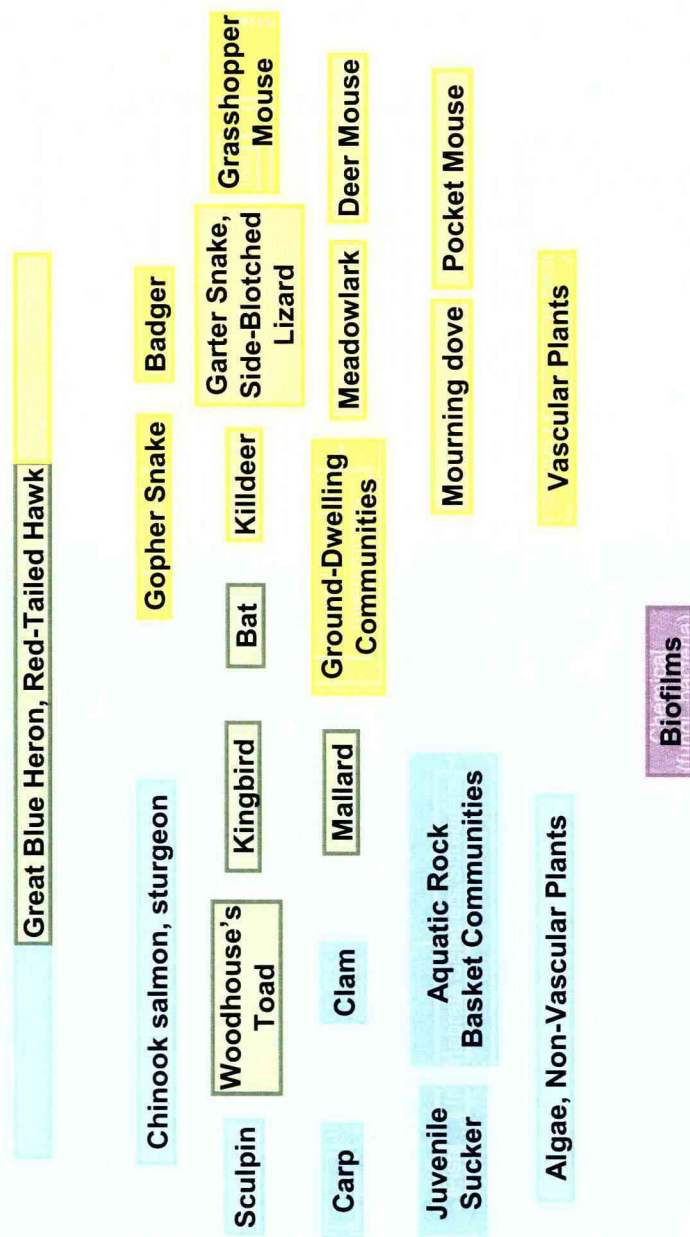 Great Blue Heron, Red-Tailed Hawk
Chinook salmon, sturgeon
Gopher Snake
Badger
Sculpin
Woodhouse's
Toad
Kingbird
Bat
Killdeer
Garter Snake,
Side-Blotched
Lizard
Grasshopper
Mouse
Carp
Clam
Mallard
Ground-Dwelling
Communities
Meadowlark
Deer Mouse
Juvenile
Sucker
Aquatic Rock
Basket Communities
Mourning dove
Pocket Mouse
Algae, Non-Vascular Plants
Vascular Plants
Biofilms